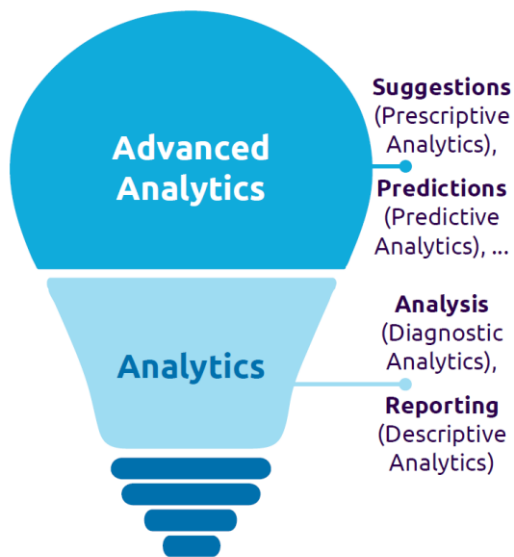 Advanced
Analytics
Suggestions
(Prescriptive
Analytics),
Predictions
(Predictive
Analytics), ...
Analytics
Analysis
(Diagnostic
Analytics),
Reporting
(Descriptive
Analytics)